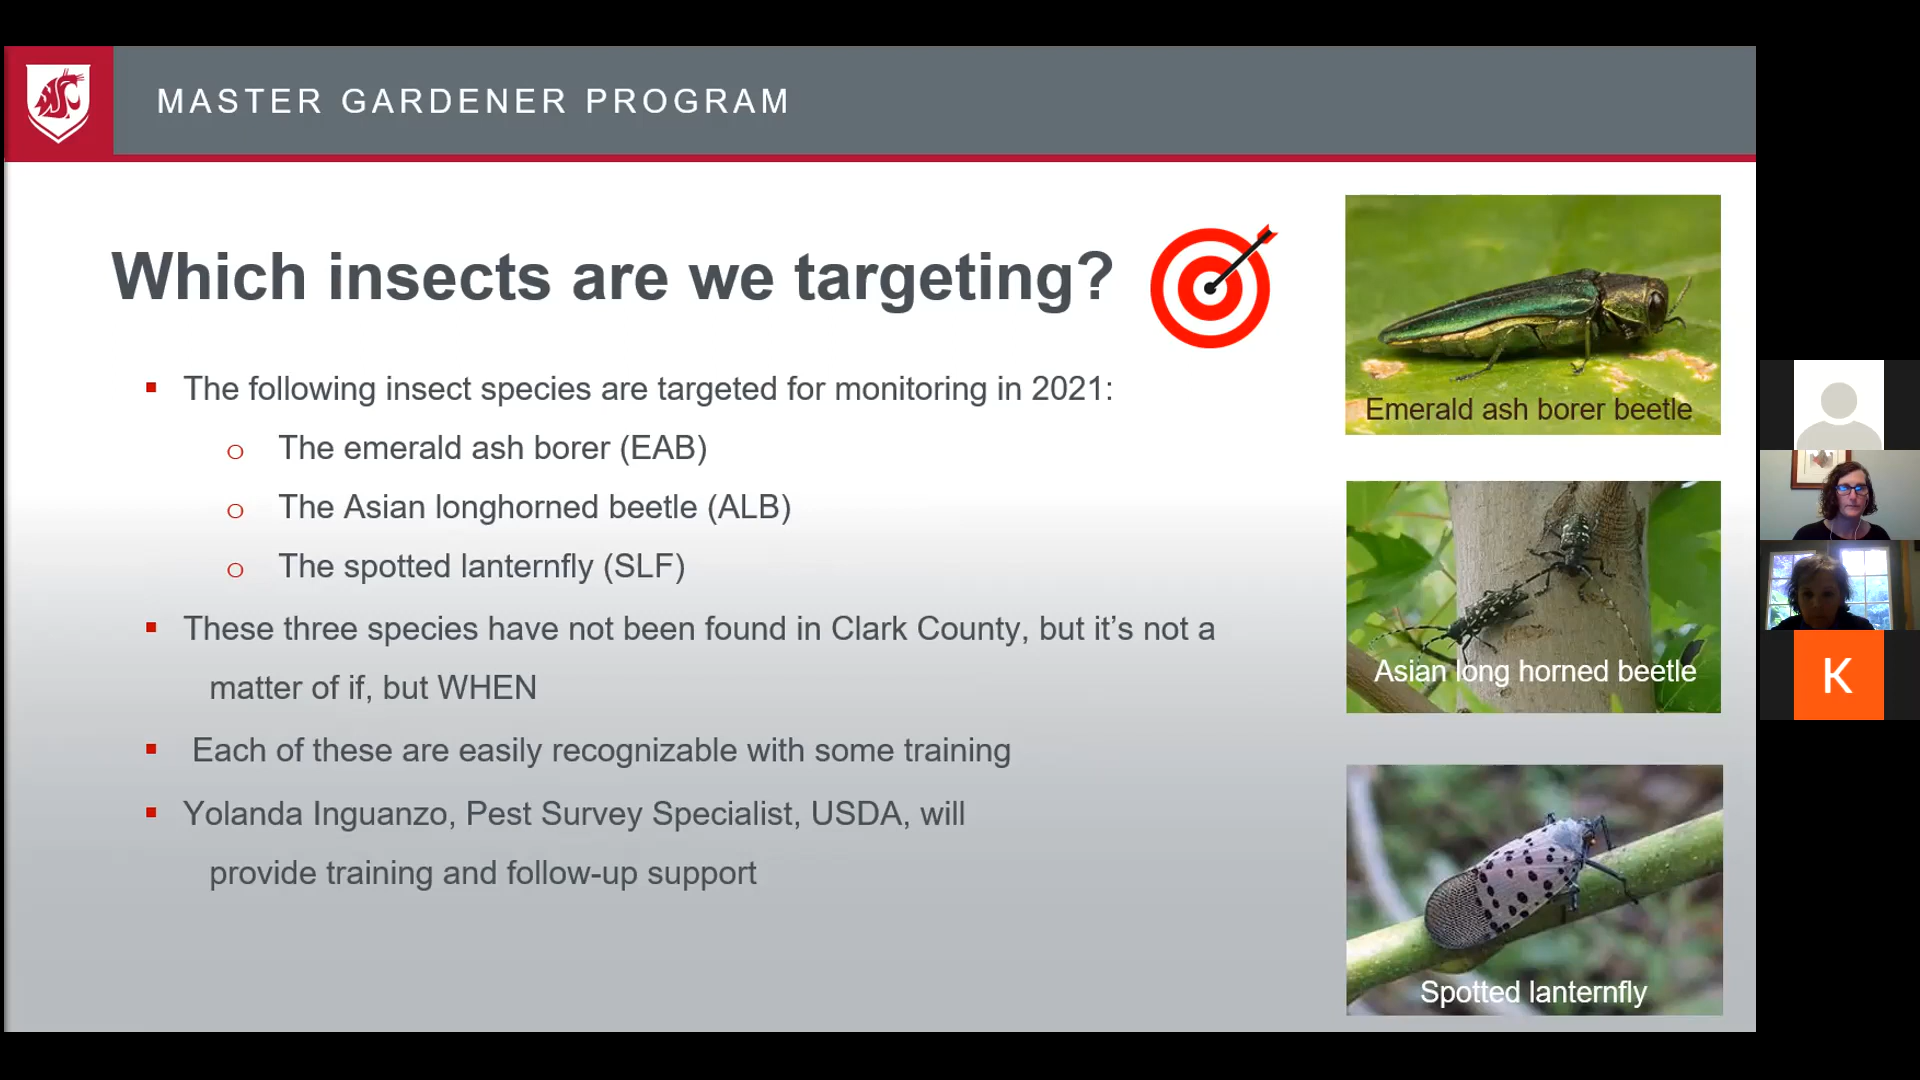 MASTER GARDENER PROGRAM
Which insects are we targeting?
The following insect species are targeted for monitoring in 2021:
The emerald ash borer (EAB)
The Asian longhorned beetle (ALB)
The spotted lanternfly (SLF)
These three species have not been found in Clark County, but it’s not a
matter of if, but WHEN
Each of these are easily recognizable with some training
Yolanda Inguanzo, Pest Survey Specialist, USDA, will
provide training and follow-up support
Emerald ash borer beetle
Asian long horned beetle
Spotted lanternfly
K